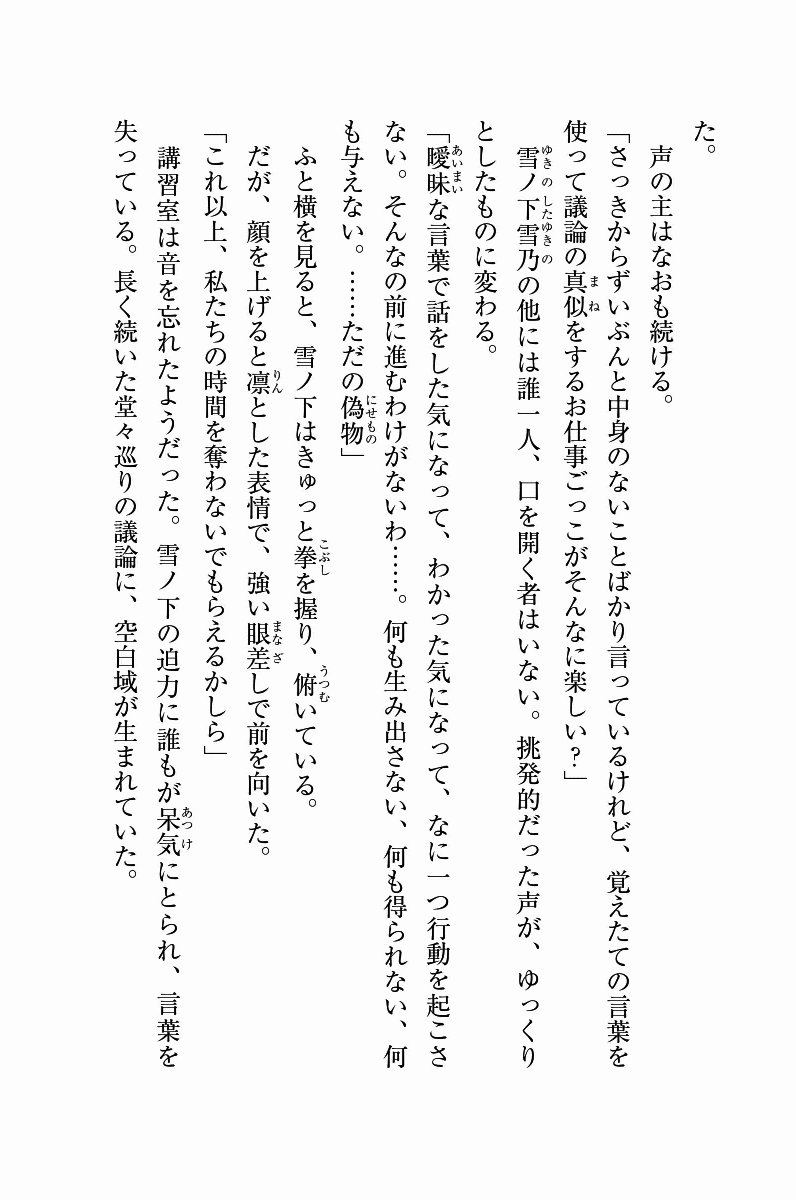 た。
声の主はなおも続ける。
「さっきからずいぶんと中身のないことばかり言っているけれど、覚えたての言葉を
使って議論の真似をするお仕事ごっこがそんなに楽しい？」
雪ノ下雪乃の他には誰一人、口を開く者はいない。挑発的だった声が、ゆっくり
としたものに変わる。
「曖昧な言葉で話をした気になって、わかった気になって、なに一つ行動を起こさ
ない。そんなの前に進むわけがないわ……。何も生み出さない、何も得られない、何
も与えない。……ただの偽物」
ふと横を見ると、雪ノ下はきゅっと拳を握り、俯いている。
だが、顔を上げると凛とした表情で、強い眼差しで前を向いた。
「これ以上、私たちの時間を奪わないでもらえるかしら」
講習室は音を忘れたようだった。雪ノ下の迫力に誰もが呆気にとられ、言葉を
失っている。長く続いた堂々巡りの議論に、空白域が生まれていた。